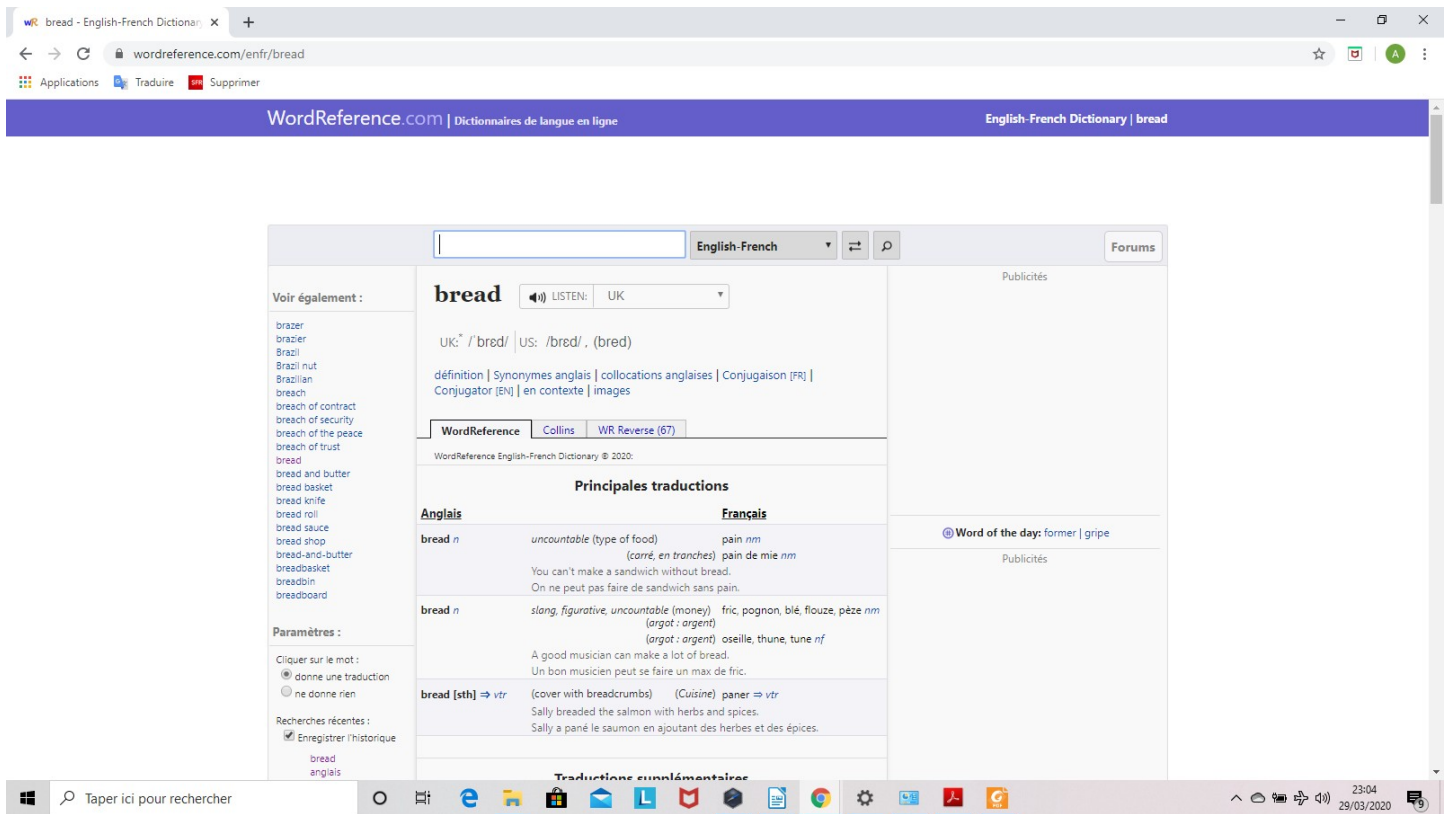 bread - English-French Dictionary
wordreference.com/enfr/bread
Applications Traduire SFR Supprimer
WordReference.com | Dictionnaires de langue en ligne
English-French Dictionary | bread
English-French
Forums
Voir également :
brazer
brazier
Brazil
Brazil nut
Brazilian
breach
breach of contract
breach of security
breach of the peace
breach of trust
bread
bread and butter
bread basket
bread knife
bread roll
bread sauce
bread shop
bread-and-butter
breadbasket
breadbin
breadboard
Paramètres :
Cliquer sur le mot :
donne une traduction
ne donne rien
Recherches récentes :
Enregistrer l'historique
bread
anglais
bread LISTEN: UK
UK:* /ˈbrɛd/ US: /brɛd/ , (bred)
définition | Synonymes anglais | collocations anglaises | Conjugaison [FR] |
Conjugator [EN] | en contexte | images
WordReference Collins WR Reverse (67)
WordReference English-French Dictionary © 2020:
Principales traductions
Anglais Français
bread n uncountable (type of food) pain nm
(carré, en tranches) pain de mie nm
You can't make a sandwich without bread.
On ne peut pas faire de sandwich sans pain.
bread n slang, figurative, uncountable (money) fric, pognon, blé, flouze, pèze nm
(argot : argent)
(argot : argent) oseille, thune, tune nf
A good musician can make a lot of bread.
Un bon musicien peut se faire un max de fric.
bread [sth] ⇒ vtr (cover with breadcrumbs) (Cuisine) paner ⇒ vtr
Sally breaded the salmon with herbs and spices.
Sally a pané le saumon en ajoutant des herbes et des épices.
Traductions supplémentaires
Publicités
Word of the day: former | gripe
Publicités
Taper ici pour rechercher
23:04
29/03/2020